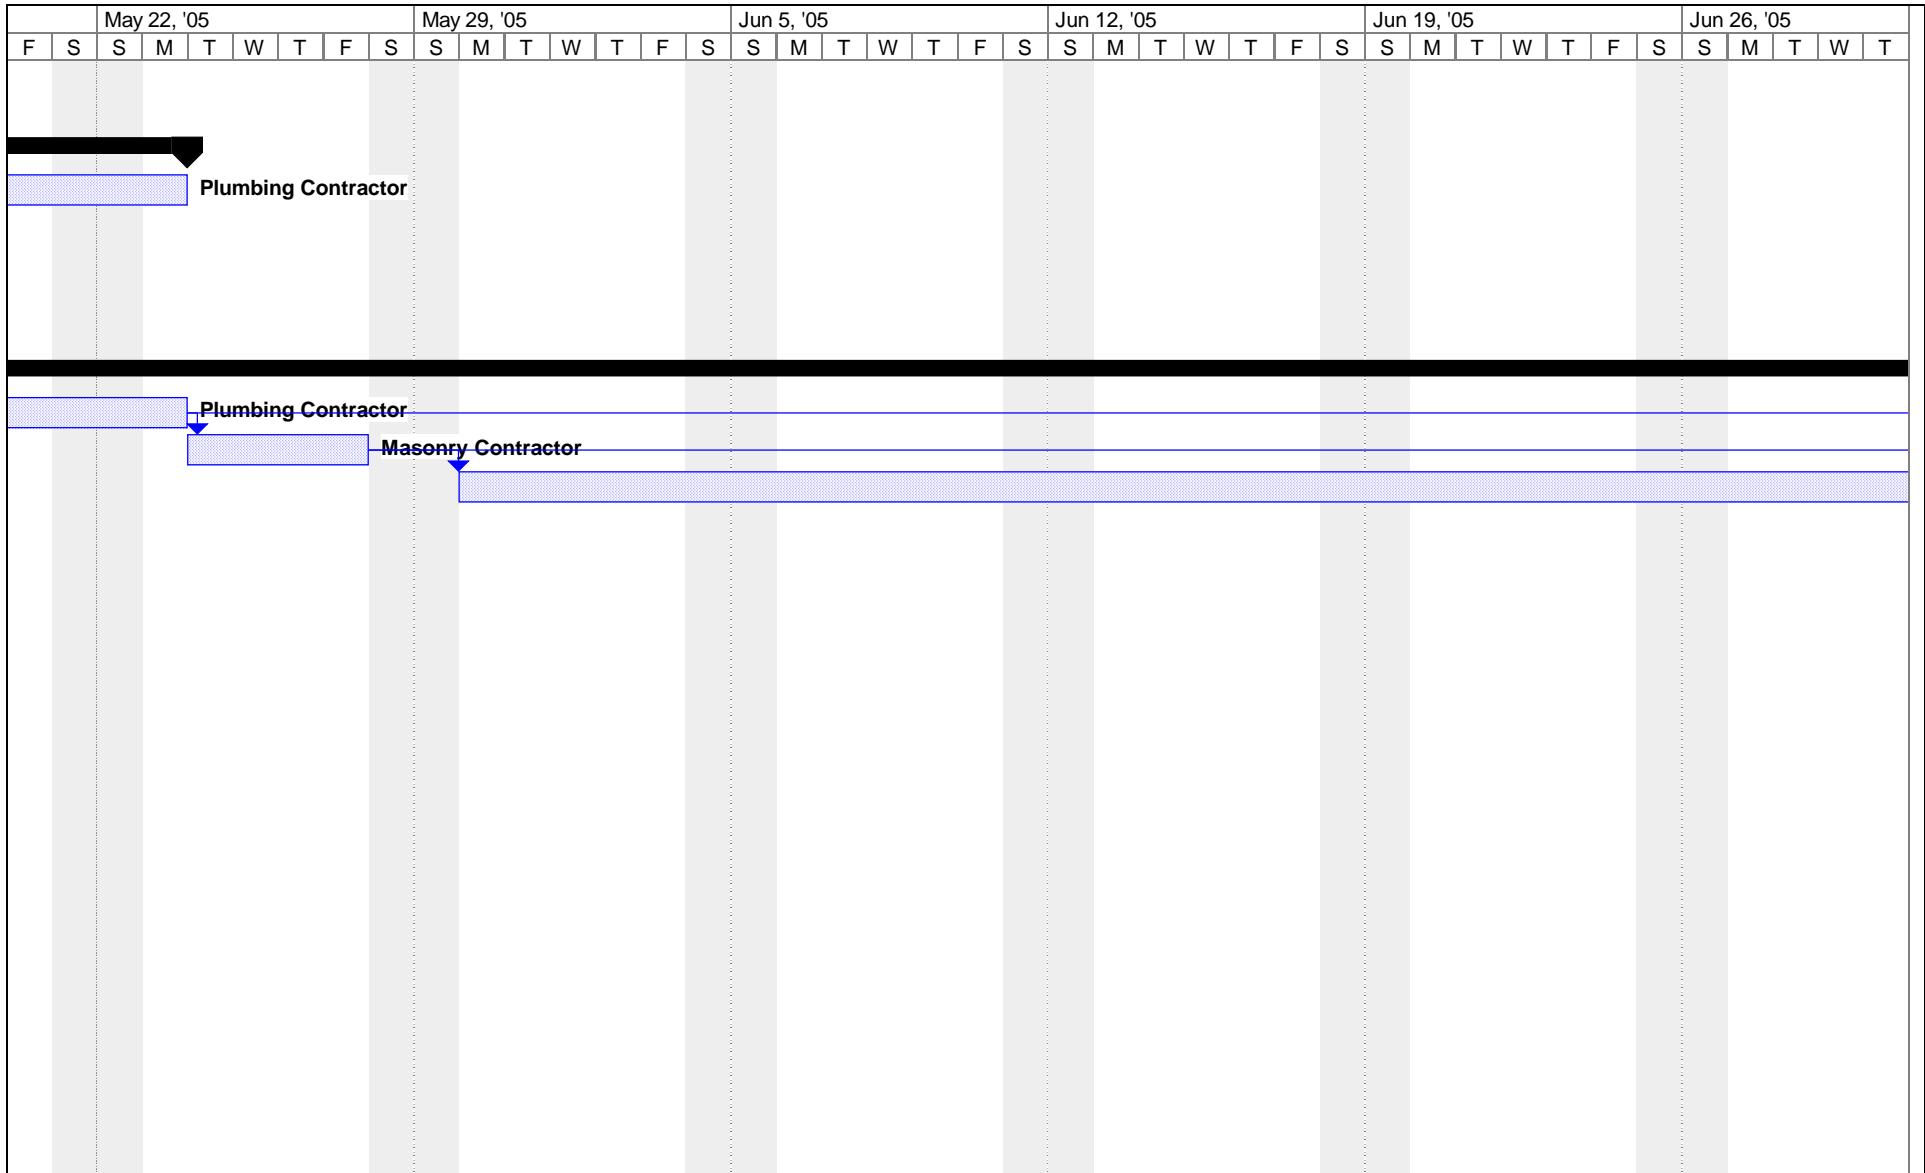 May 22, '05 May 29, '05 Jun 5, '05 Jun 12, '05 Jun 19, '05 Jun 26, '05
F S S M T W T F S S M T W T F S S M T W T F S S M T W T F S S M T W T F S S M T W T
Plumbing Contractor
Plumbing Contractor
Masonry Contractor